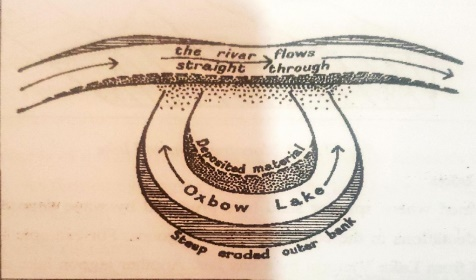 the river flows
straight through
Deposited material
Oxbow Lake
Steep eroded outer bank